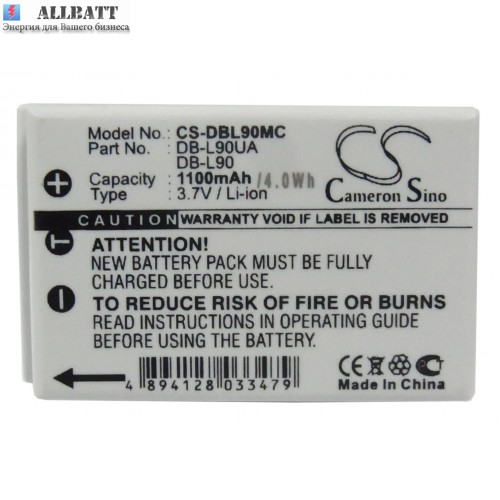 ALLBATT
Энергия для Вашего бизнеса
Model No.: CS-DBL90MC
DB-L90UA
DB-L90
Capacity : 1100mAh /4.0Wh
Type : 3.7V / Li-ion
Cameron Sino
CAUTION WARRANTY VOID IF LABEL IS REMOVED
ATTENTION!
NEW BATTERY PACK MUST BE FULLY
CHARGED BEFORE USE.
TO REDUCE RISK OF FIRE OR BURNS
READ INSTRUCTIONS IN OPERATING GUIDE
BEFORE USING THE BATTERY.
4 894128 033479
CE
Li-ion
Made in China